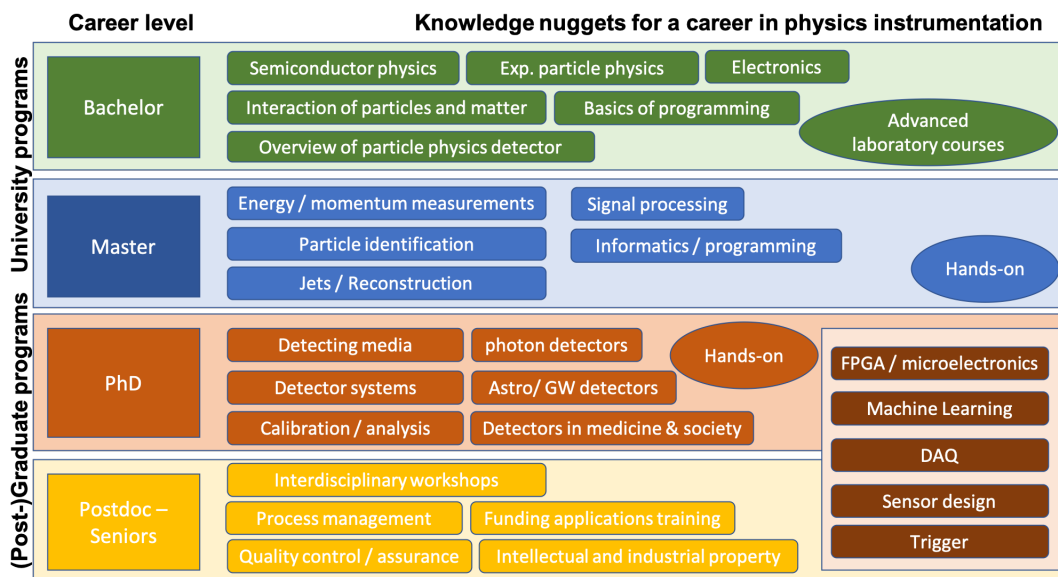 Career level
Knowledge nuggets for a career in physics instrumentation
University programs
Bachelor
Semiconductor physics
Exp. particle physics
Electronics
Interaction of particles and matter
Basics of programming
Overview of particle physics detector
Advanced
laboratory courses
Master
Energy / momentum measurements
Signal processing
Particle identification
Informatics / programming
Jets / Reconstruction
Hands-on
(Post-)Graduate programs
PhD
Detecting media
photon detectors
Hands-on
Detector systems
Astro/ GW detectors
Calibration / analysis
Detectors in medicine & society
FPGA / microelectronics
Machine Learning
DAQ
Sensor design
Trigger
Postdoc –
Seniors
Interdisciplinary workshops
Process management
Funding applications training
Quality control / assurance
Intellectual and industrial property